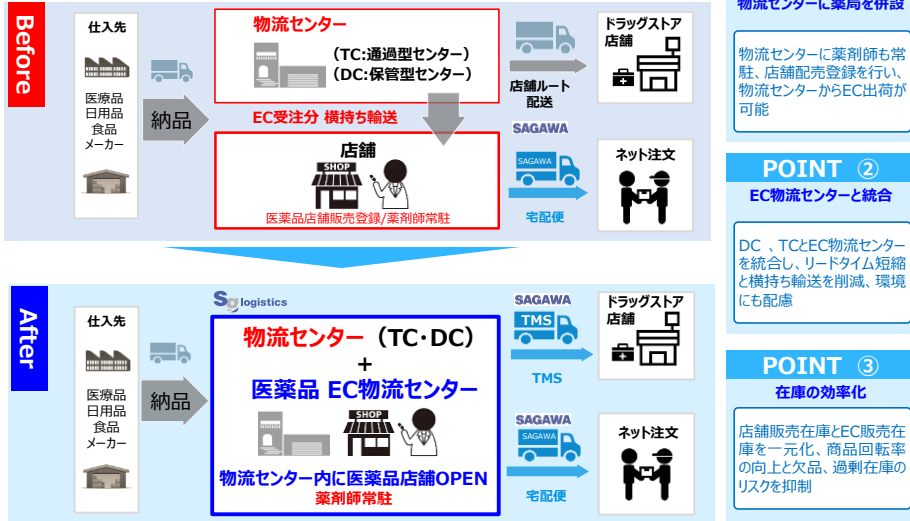 Before
仕入先
医療品
日用品
食品
メーカー
納品
物流センター
（TC:通過型センター）
（DC:保管型センター）
EC受注分 横持ち輸送
店舗
SHOP
医薬品店舗販売登録/薬剤師常駐
店舗ルート
配送
SAGAWA
SAGAWA
宅配便
ドラッグストア
店舗
ネット注文
After
仕入先
医療品
日用品
食品
メーカー
納品
SG logistics
物流センター（TC・DC）
+
医薬品 EC物流センター
SHOP
物流センター内に医薬品店舗OPEN
薬剤師常駐
SAGAWA
TMS
TMS
SAGAWA
SAGAWA
宅配便
ドラッグストア
店舗
ネット注文
物流センターに薬局を併設
物流センターに薬剤師も常
駐、店舗配売登録を行い、
物流センターからEC出荷が
可能
POINT ②
EC物流センターと統合
DC 、TCとEC物流センター
を統合し、リードタイム短縮
と横持ち輸送を削減、環境
にも配慮
POINT ③
在庫の効率化
店舗販売在庫とEC販売在
庫を一元化、商品回転率
の向上と欠品、過剰在庫の
リスクを抑制